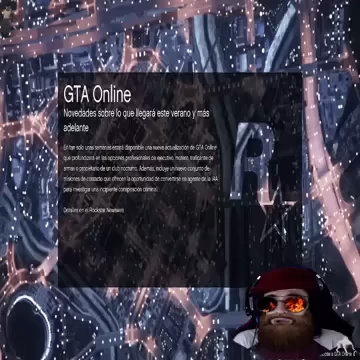 GTA Online
Novedades sobre lo que llegará este verano y más
adelante
En tan solo unas semanas estará disponible una nueva actualización de GTA Online
que profundizará en las opciones profesionales de ejecutivo, motero, traficante de
armas o propietario de un club nocturno. Además, incluye un nuevo conjunto de
misiones de contacto que ofrecen la oportunidad de convertirse en agente de la IAA
para investigar una incipiente conspiración criminal.
Detalles en el Rockstar Newswire.
GTA Online